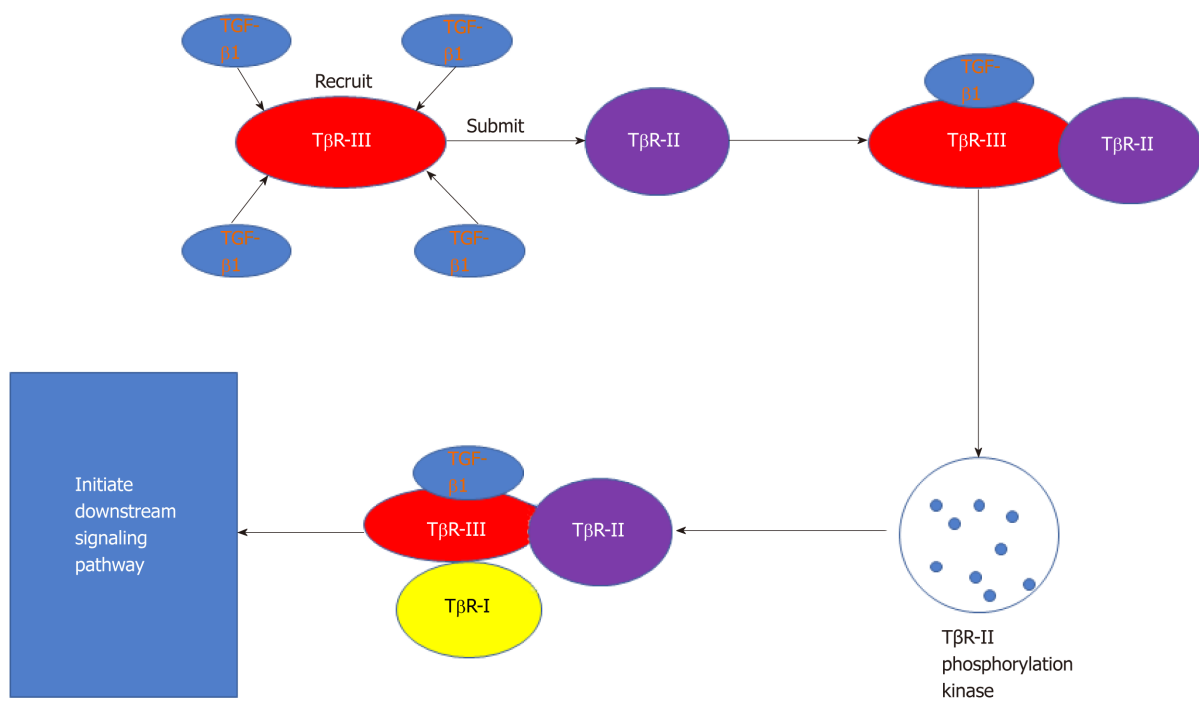 TGF-
β1
TGF-
β1
Recruit
TβR-III
Submit
TGF-
β1
TGF-
β1
TβR-II
TGF-
β1
TβR-III
TβR-II
TβR-II
phosphorylation
kinase
TGF-
β1
TβR-III
TβR-II
TβR-I
Initiate
downstream
signaling
pathway